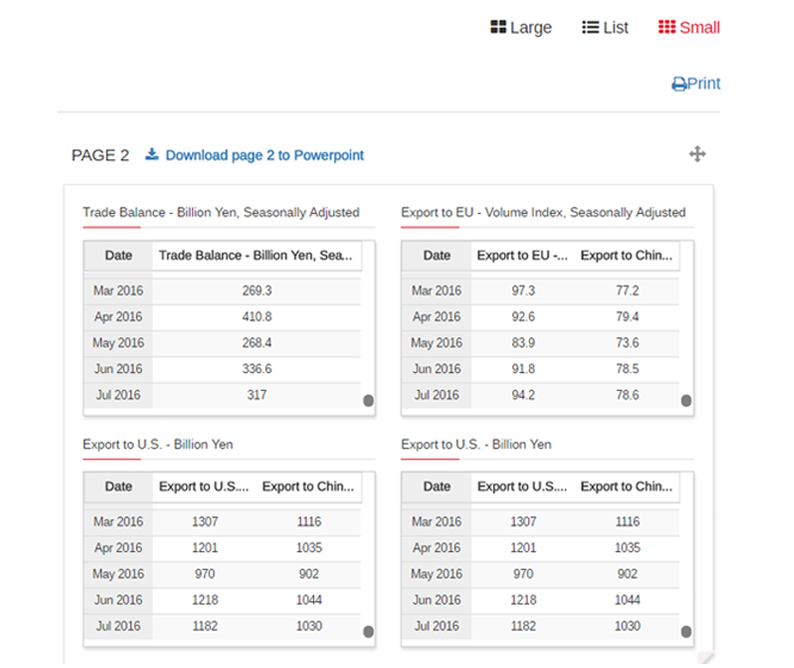 Large List Small
Print
PAGE 2 Download page 2 to Powerpoint
Trade Balance - Billion Yen, Seasonally Adjusted
Date Trade Balance - Billion Yen, Sea...
Mar 2016 269.3
Apr 2016 410.8
May 2016 268.4
Jun 2016 336.6
Jul 2016 317
Export to EU - Volume Index, Seasonally Adjusted
Date Export to EU -... Export to Chin...
Mar 2016 97.3 77.2
Apr 2016 92.6 79.4
May 2016 83.9 73.6
Jun 2016 91.8 78.5
Jul 2016 94.2 78.6
Export to U.S. - Billion Yen
Date Export to U.S.... Export to Chin...
Mar 2016 1307 1116
Apr 2016 1201 1035
May 2016 970 902
Jun 2016 1218 1044
Jul 2016 1182 1030
Export to U.S. - Billion Yen
Date Export to U.S.... Export to Chin...
Mar 2016 1307 1116
Apr 2016 1201 1035
May 2016 970 902
Jun 2016 1218 1044
Jul 2016 1182 1030